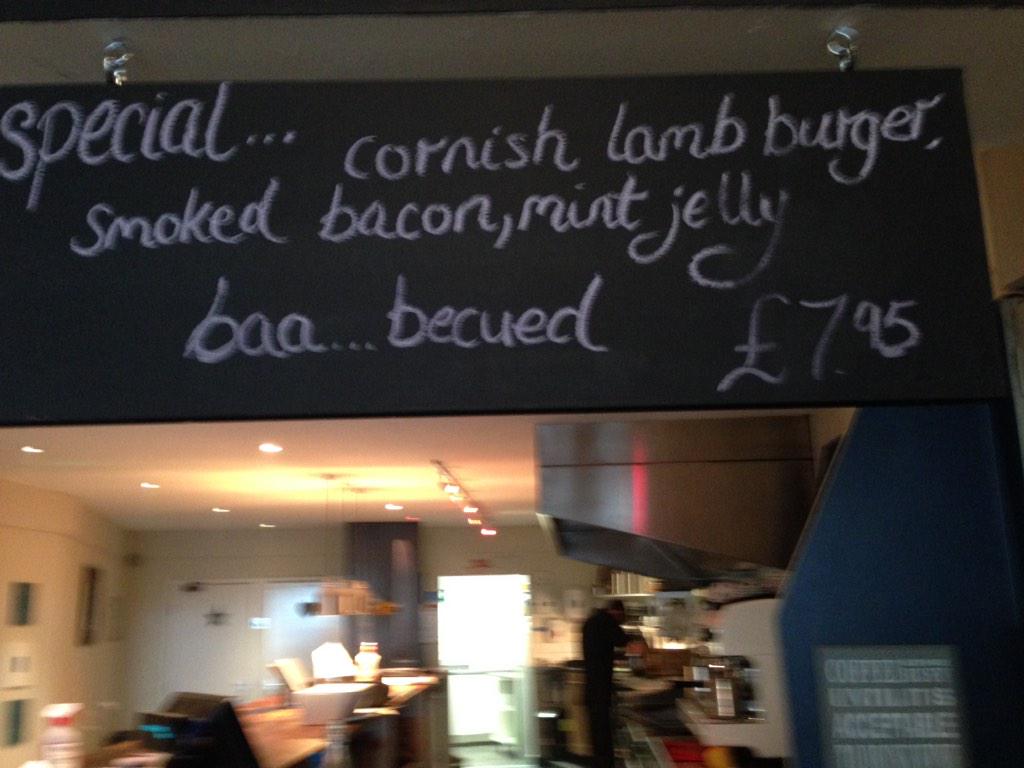 special... cornish lamb burger,
smoked bacon, mint jelly
baa... becued £7.95